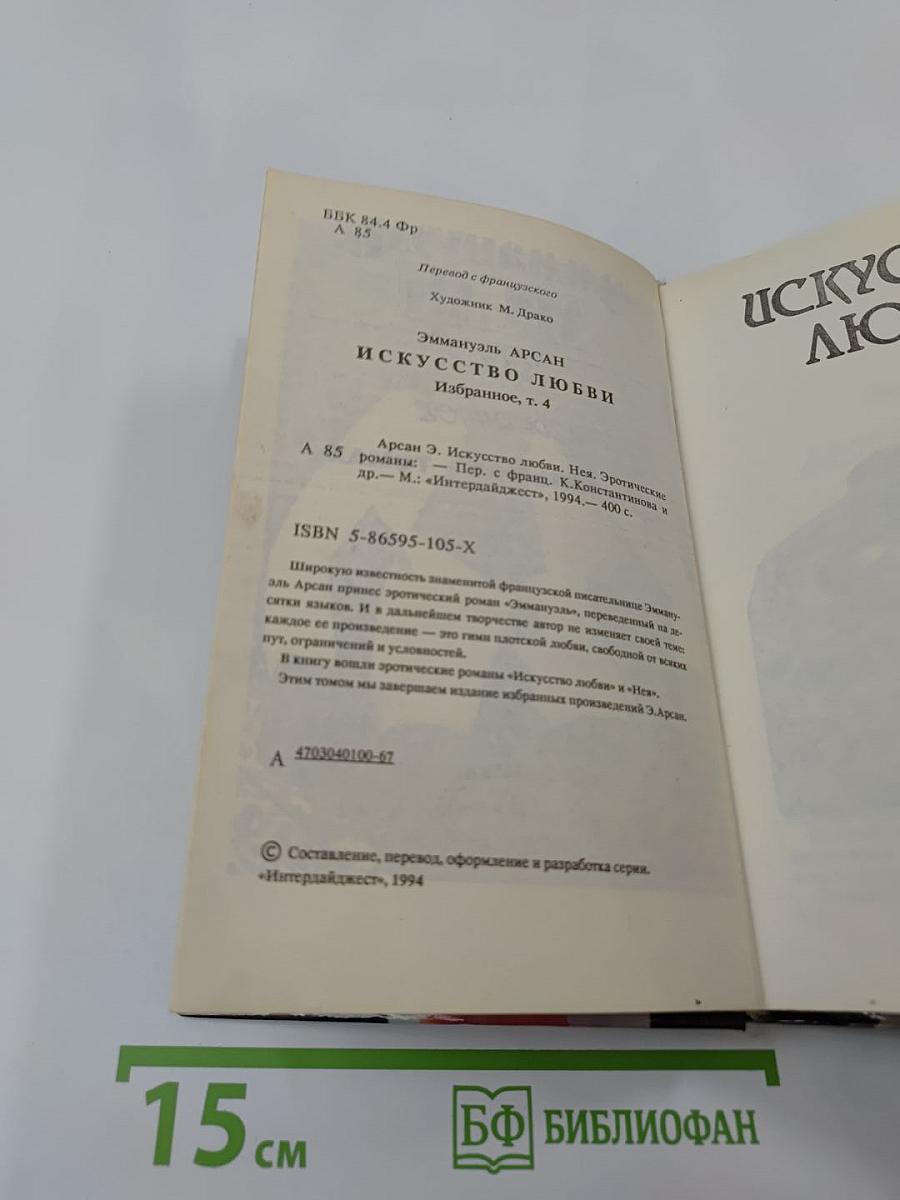 ББК 84.4 Фр
А 85
Перевод с французского
Художник М. Драко
Эммануэль АРСАН
ИСКУССТВО ЛЮБВИ
Избранное, т. 4
А 85 Арсан Э. Искусство любви. Нея. Эротические
романы: — Пер. с франц. К.Константинова и
др.— М.: «Интердайджест», 1994.— 400 с.
ISBN 5-86595-105-X
Широкую известность знаменитой французской писательнице Эмману-
эль Арсан принес эротический роман «Эммануэль», переведенный на де-
сятки языков. И в дальнейшем творчестве автор не изменяет своей теме:
каждое ее произведение — это гимн плотской любви, свободной от всяких
пут, ограничений и условностей.
В книгу вошли эротические романы «Искусство любви» и «Нея».
Этим томом мы завершаем издание избранных произведений Э.Арсан.
А 4703040100-67
© Составление, перевод, оформление и разработка серии.
«Интердайджест», 1994
ИСКУС
ЛЮ
15 см
БФ БИБЛИОФАН